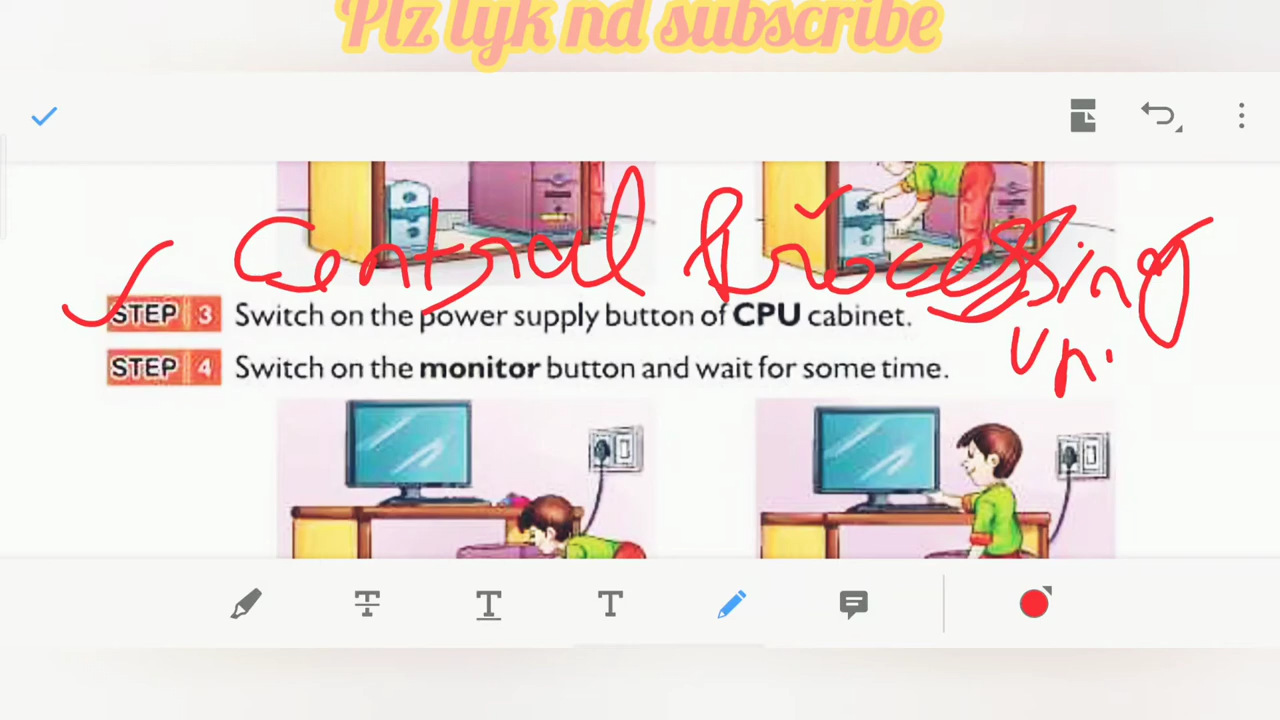 Plz lyk nd subscribe
Central Processing
STEP 3 Switch on the power supply button of CPU cabinet.
Uni
STEP 4 Switch on the monitor button and wait for some time.
T T T